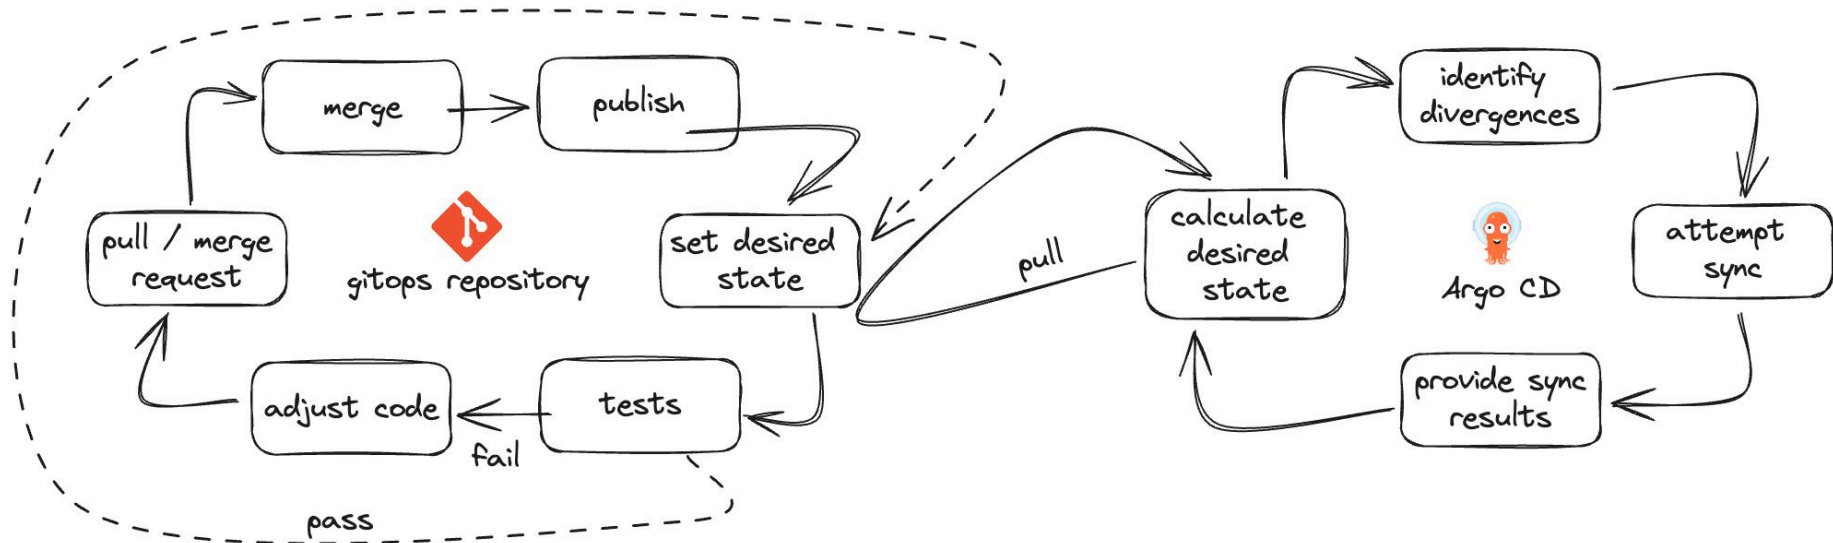 merge
publish
pull / merge
request
gitops repository
set desired
state
adjust code
tests
fail
pass
pull
calculate
desired
state
identify
divergences
Argo CD
attempt
sync
provide sync
results